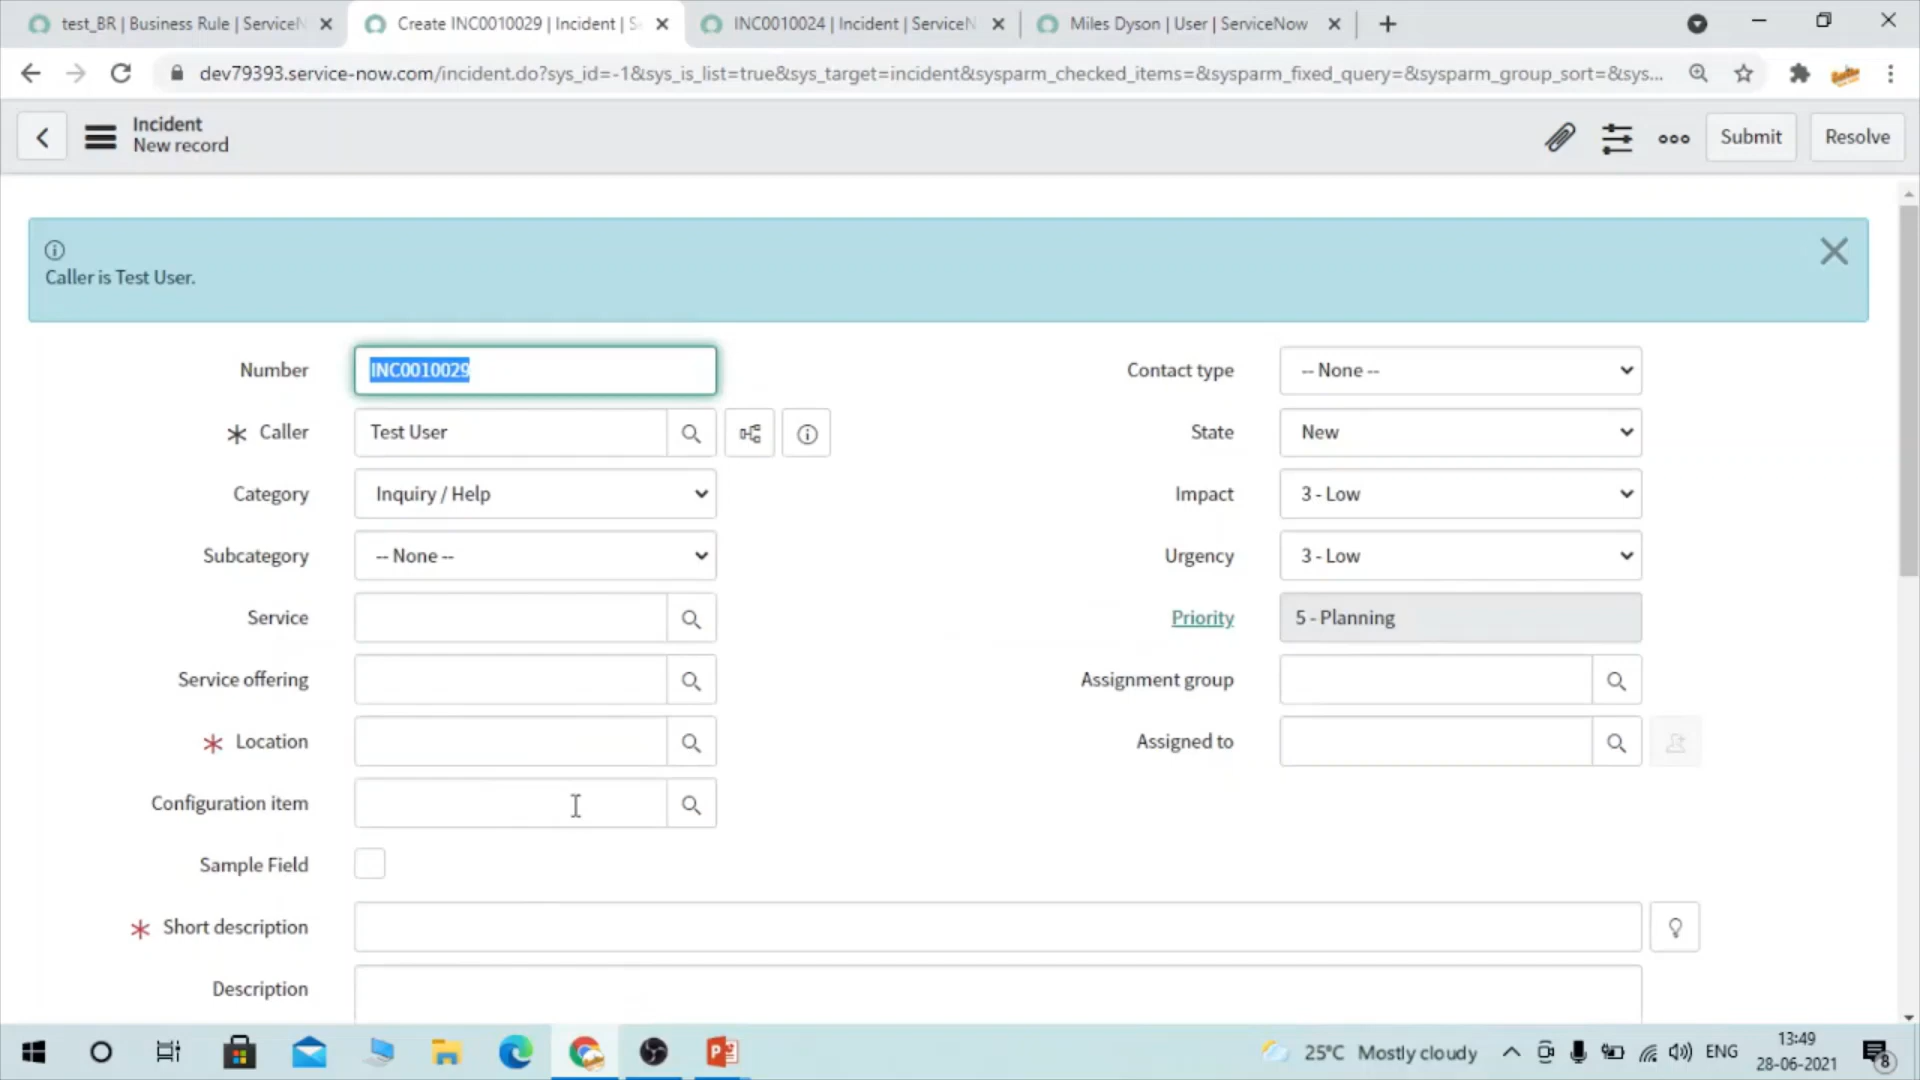 test_BR | Business Rule | ServiceN
Create INC0010029 | Incident | S
INC0010024 | Incident | ServiceN
Miles Dyson | User | ServiceNow
dev79393.service-now.com/incident.do?sys_id=-1&sys_is_list=true&sys_target=incident&sysparm_checked_items=&sysparm_fixed_query=&sysparm_group_sort=&sys...
Incident
New record
Submit
Resolve
Caller is Test User.
Number
INC0010029
Contact type
-- None --
Caller
Test User
State
New
Category
Inquiry / Help
Impact
3 - Low
Subcategory
-- None --
Urgency
3 - Low
Service
Priority
5 - Planning
Service offering
Assignment group
Location
Assigned to
Configuration item
Sample Field
Short description
Description
25°C Mostly cloudy
ENG
13:49
28-06-2021
8